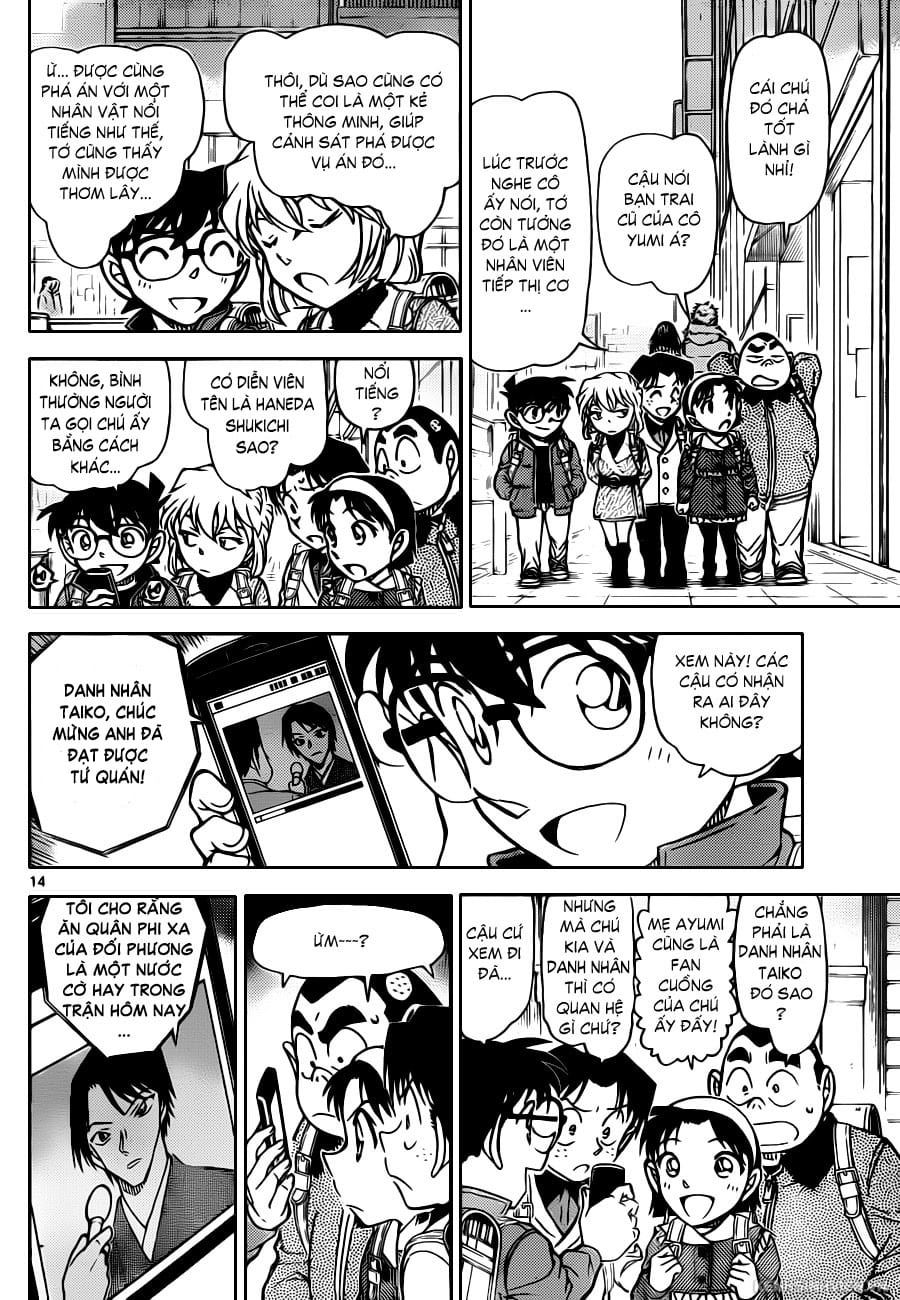 CÁI CHÚ
ĐÓ CHẢ
TỐT
LÀNH GÌ
NHỈ!
CẬU NÓI
BẠN TRAI
CŨ CỦA CÔ
YUMI Á?
LÚC TRƯỚC
NGHE CÔ
ẤY NÓI, TỚ
CÒN TƯỞNG
ĐÓ LÀ MỘT
NHÂN VIÊN
TIẾP THỊ CƠ
...
THÔI, DÙ SAO CŨNG CÓ
THỂ COI LÀ MỘT KẺ
THÔNG MINH, GIÚP
CẢNH SÁT PHÁ ĐƯỢC
VỤ ÁN ĐÓ...
Ừ... ĐƯỢC CÙNG
PHÁ ÁN VỚI MỘT
NHÂN VẬT NỔI
TIẾNG NHƯ THẾ,
TỚ CŨNG THẤY
MÌNH ĐƯỢC
THƠM LÂY...
NỔI
TIẾNG
?
CÓ DIỄN VIÊN
TÊN LÀ HANEDA
SHUKICHI
SAO?
KHÔNG, BÌNH
THƯỜNG NGƯỜI
TA GỌI CHÚ ẤY
BẰNG CÁCH
KHÁC...
XEM NÀY! CÁC
CẬU CÓ NHẬN
RA AI ĐÂY
KHÔNG?
DANH NHÂN
TAIKO, CHÚC
MỪNG ANH ĐÃ
ĐẠT ĐƯỢC
TỨ QUÁN!
14
CHẲNG
PHẢI LÀ
DANH NHÂN
TAIKO
ĐÓ SAO
?
MẸ AYUMI
CŨNG LÀ
FAN
CUỒNG
CỦA CHÚ
ẤY ĐẤY!
NHƯNG
MÀ CHÚ
KIA VÀ
DANH NHÂN
THÌ CÓ
QUAN HỆ
GÌ CHỨ?
CẬU CỨ
XEM ĐI
ĐÃ...
ỪM~~~?
TÔI CHO RẰNG
ĂN QUÂN PHI XA
CỦA ĐỐI PHƯƠNG
LÀ MỘT NƯỚC
CỜ HAY TRONG
TRẬN HÔM NAY
...